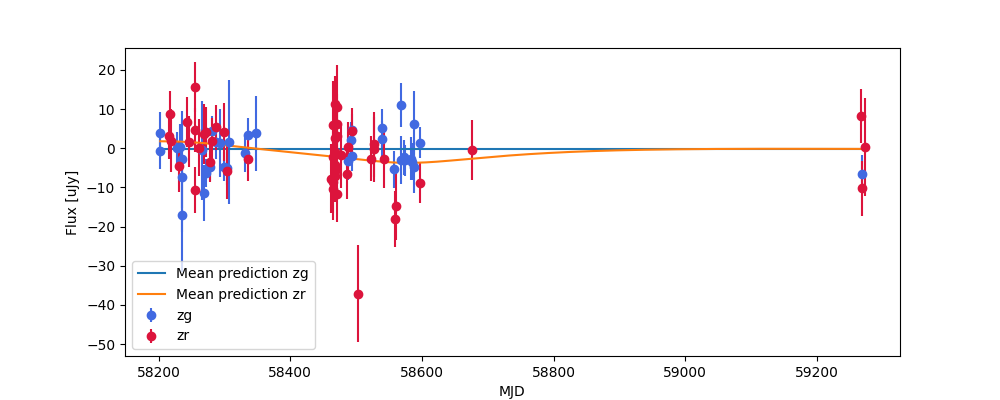 20
10
0
−10
−20
−30
−40
−50
Flux [uJy]
Mean prediction zg
Mean prediction zr
zg
zr
58200 58400 58600 58800 59000 59200
MJD